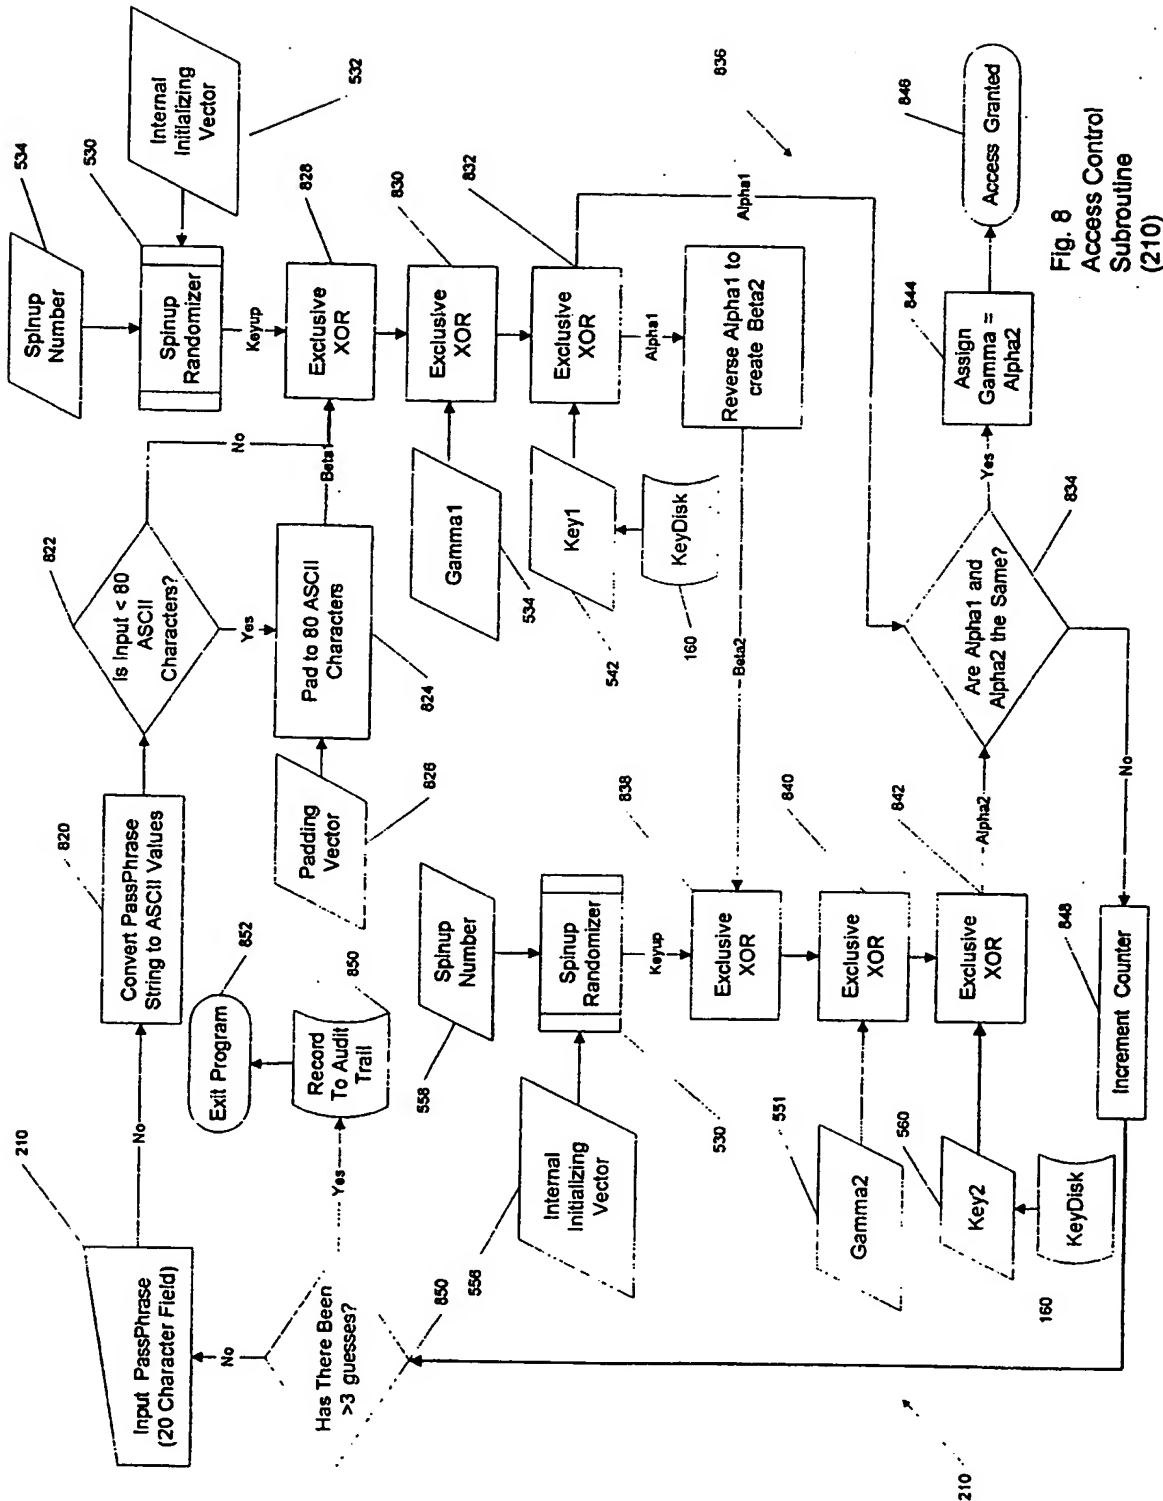 210
Input PassPhrase
(20 Character Field)
No
820
Convert PassPhrase
String to ASCII Values
822
Is Input < 80
ASCII
Characters?
No
Yes
534
Spinup
Number
530
Spinup
Randomizer
Internal
Initializing
Vector
532
Keyup
852
Exit Program
850
Record
To Audit
Trail
Yes
Padding
Vector
826
Pad to 80 ASCII
Characters
824
Beta1
Exclusive
XOR
828
No
Has There Been
>3 guesses?
850
558
Spinup
Number
Gamma1
534
Exclusive
XOR
830
556
Internal
Initializing
Vector
Spinup
Randomizer
530
Keyup
Key1
542
KeyDisk
160
Exclusive
XOR
832
Alpha1
838
Exclusive
XOR
Beta2
Reverse Alpha1 to
create Beta2
Alpha1
836
551
Gamma2
840
Exclusive
XOR
560
Key2
KeyDisk
160
842
Exclusive
XOR
Alpha2
Are Alpha1 and
Alpha2 the Same?
834
Yes
844
Assign
Gamma =
Alpha2
846
Access Granted
No
848
Increment Counter
210
Fig. 8
Access Control
Subroutine
(210)